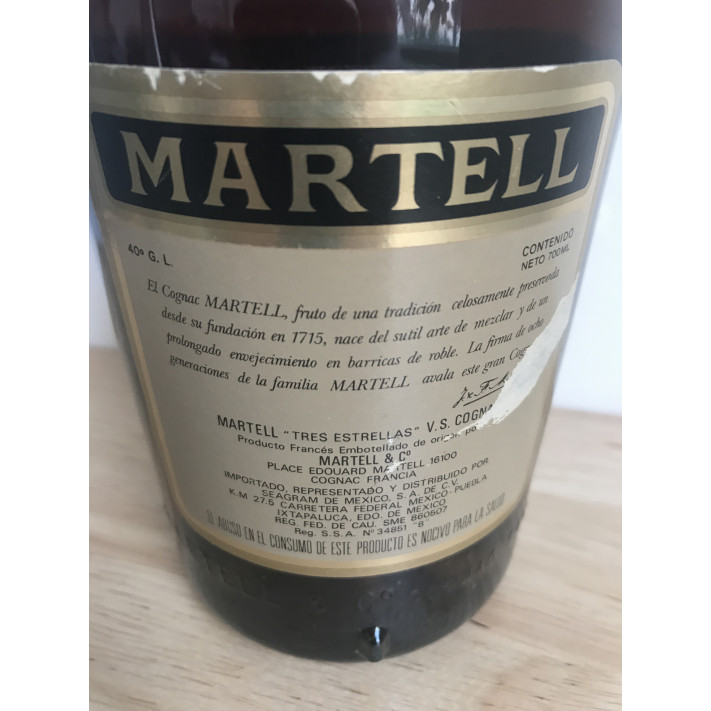 MARTELL
40º G. L.
CONTENIDO
NETO 700ML
El Cognac MARTELL, fruto de una tradición celosamente preservada
desde su fundación en 1715, nace del sutil arte de mezclar y de un
prolongado envejecimiento en barricas de roble. La firma de ocho
generaciones de la familia MARTELL avala este gran Cog
MARTELL "TRES ESTRELLAS" V.S. COGNA
Producto Francés Embotellado de origen po
MARTELL & Cº
PLACE EDOUARD MARTELL 16100
COGNAC FRANCIA
IMPORTADO, REPRESENTADO Y DISTRIBUIDO POR
SEAGRAM DE MEXICO, S. A. DE C.V.
K.M 27.5 CARRETERA FEDERAL MEXICO-PUEBLA
IXTAPALUCA, EDO. DE MEXICO
REG. FED. DE CAU. SME 860507
Reg. S.S.A. Nº 34851 "B"
EL ABUSO EN EL CONSUMO DE ESTE PRODUCTO ES NOCIVO PARA LA SALUD